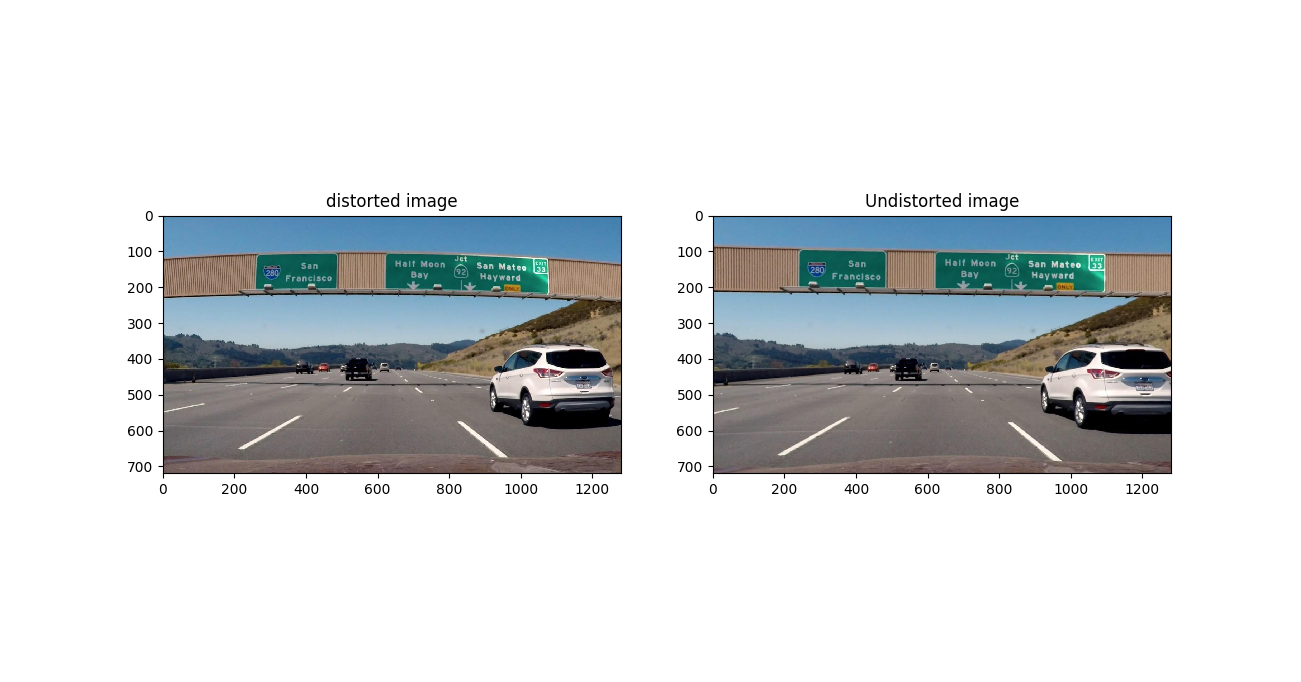 distorted image
0
100
200
300
400
500
600
700
0 200 400 600 800 1000 1200
280
San
Francisco
Half Moon
Bay
Jct
92
San Mateo
Hayward
EXIT
33
ONLY
Undistorted image
0
100
200
300
400
500
600
700
0 200 400 600 800 1000 1200
280
San
Francisco
Half Moon
Bay
Jct
92
San Mateo
Hayward
EXIT
33
ONLY